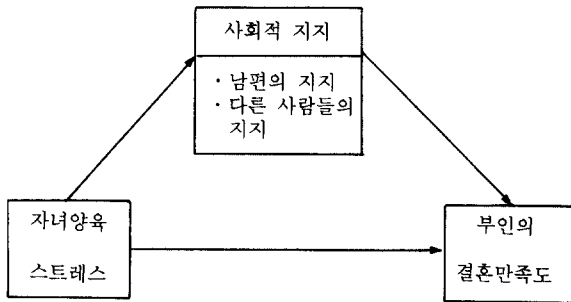 사회적 지지
· 남편의 지지
· 다른 사람들의
지지
자녀양육
스트레스
부인의
결혼만족도